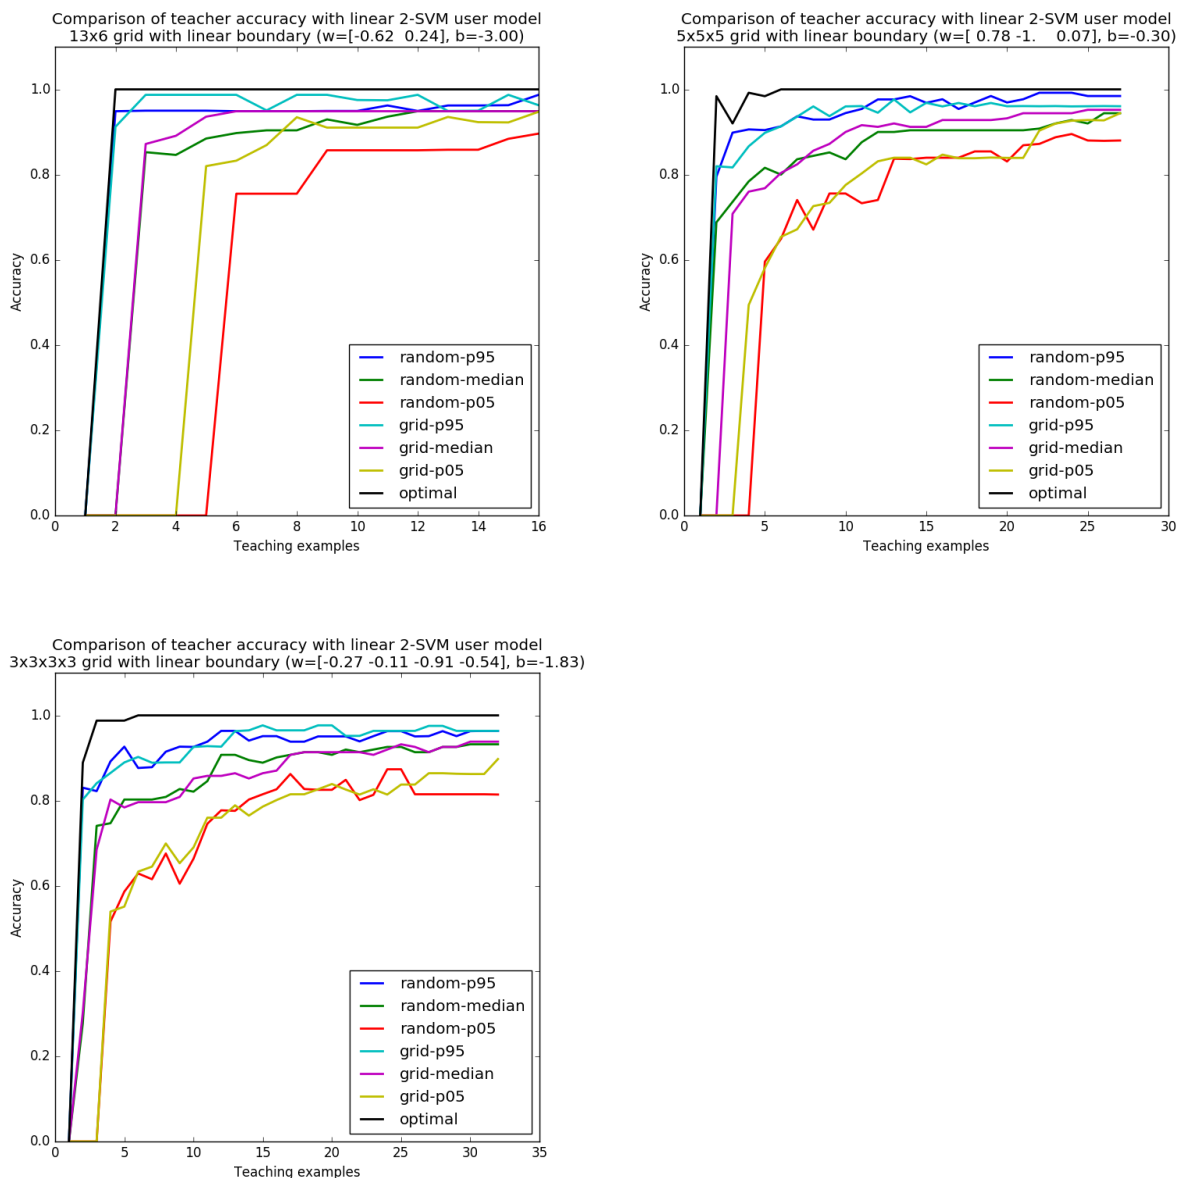 Comparison of teacher accuracy with linear 2-SVM user model
13x6 grid with linear boundary (w=[-0.62  0.24], b=-3.00)
1.0
0.8
0.6
0.4
0.2
0.0
Accuracy
random-p95
random-median
random-p05
grid-p95
grid-median
grid-p05
optimal
0 2 4 6 8 10 12 14 16
Teaching examples
Comparison of teacher accuracy with linear 2-SVM user model
5x5x5 grid with linear boundary (w=[ 0.78 -1.    0.07], b=-0.30)
1.0
0.8
0.6
0.4
0.2
0.0
Accuracy
random-p95
random-median
random-p05
grid-p95
grid-median
grid-p05
optimal
0 5 10 15 20 25 30
Teaching examples
Comparison of teacher accuracy with linear 2-SVM user model
3x3x3x3 grid with linear boundary (w=[-0.27 -0.11 -0.91 -0.54], b=-1.83)
1.0
0.8
0.6
0.4
0.2
0.0
Accuracy
random-p95
random-median
random-p05
grid-p95
grid-median
grid-p05
optimal
0 5 10 15 20 25 30 35
Teaching examples